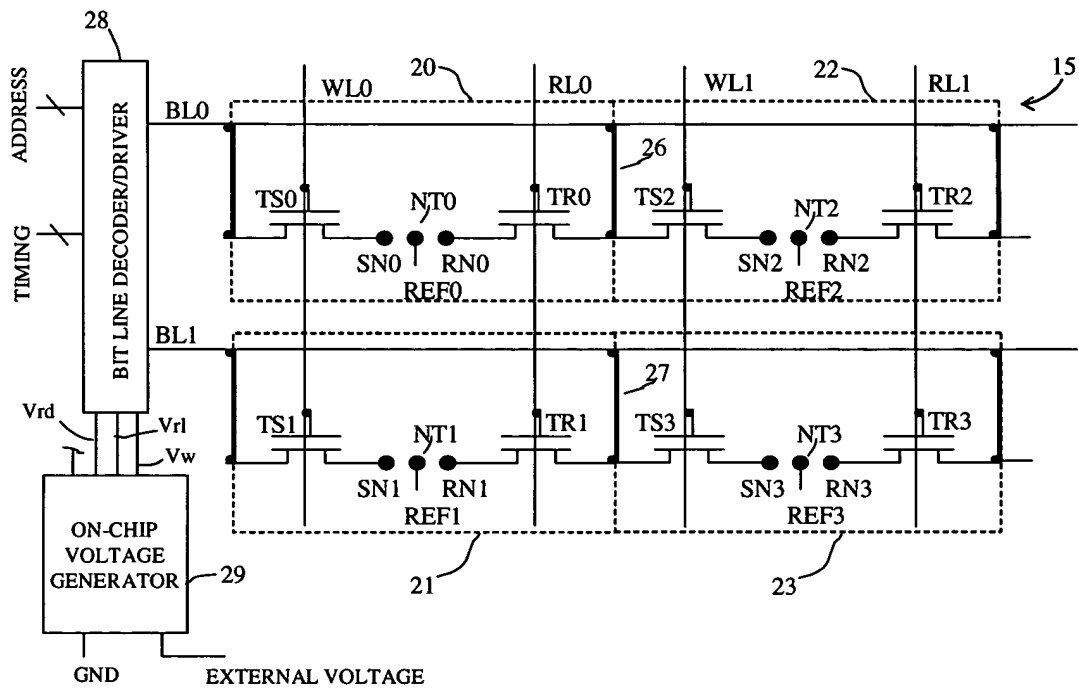 28
20
22
15
WL0
RL0
WL1
RL1
ADDRESS
BL0
26
TS0
NT0
TR0
TS2
NT2
TR2
SN0
RN0
SN2
RN2
REF0
REF2
TIMING
BIT LINE DECODER/DRIVER
BL1
27
Vrd
Vrl
Vw
TS1
NT1
TR1
TS3
NT3
TR3
SN1
RN1
SN3
RN3
REF1
REF3
ON-CHIP
VOLTAGE
GENERATOR
29
21
23
GND
EXTERNAL VOLTAGE